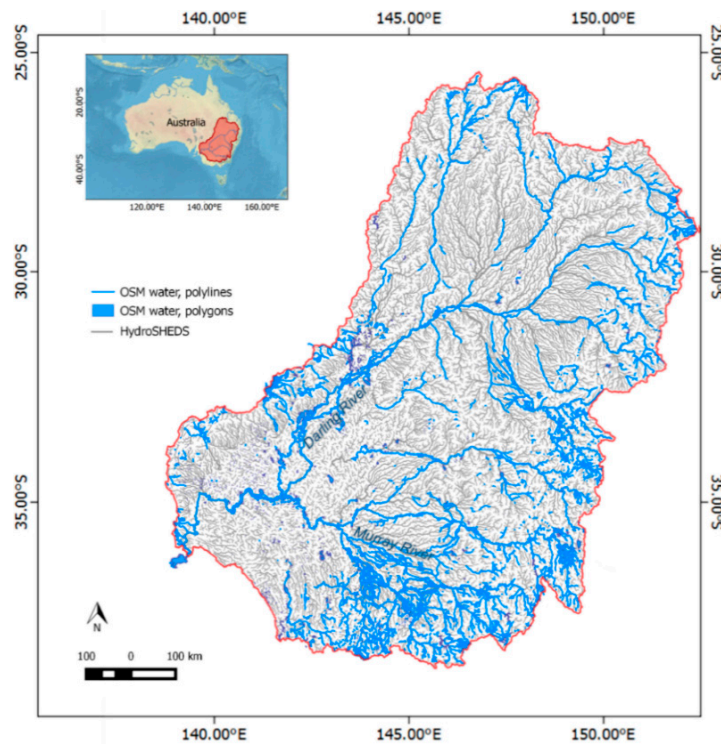 140.00°E 145.00°E 150.00°E
25.00°S 25.00°S
20.00°S
Australia
40.00°S
120.00°E 140.00°E 160.00°E
30.00°S 30.00°S
OSM water, polylines
OSM water, polygons
HydroSHEDS
Darling River
35.00°S 35.00°S
Murray River
N
100 0 100 km
140.00°E 145.00°E 150.00°E